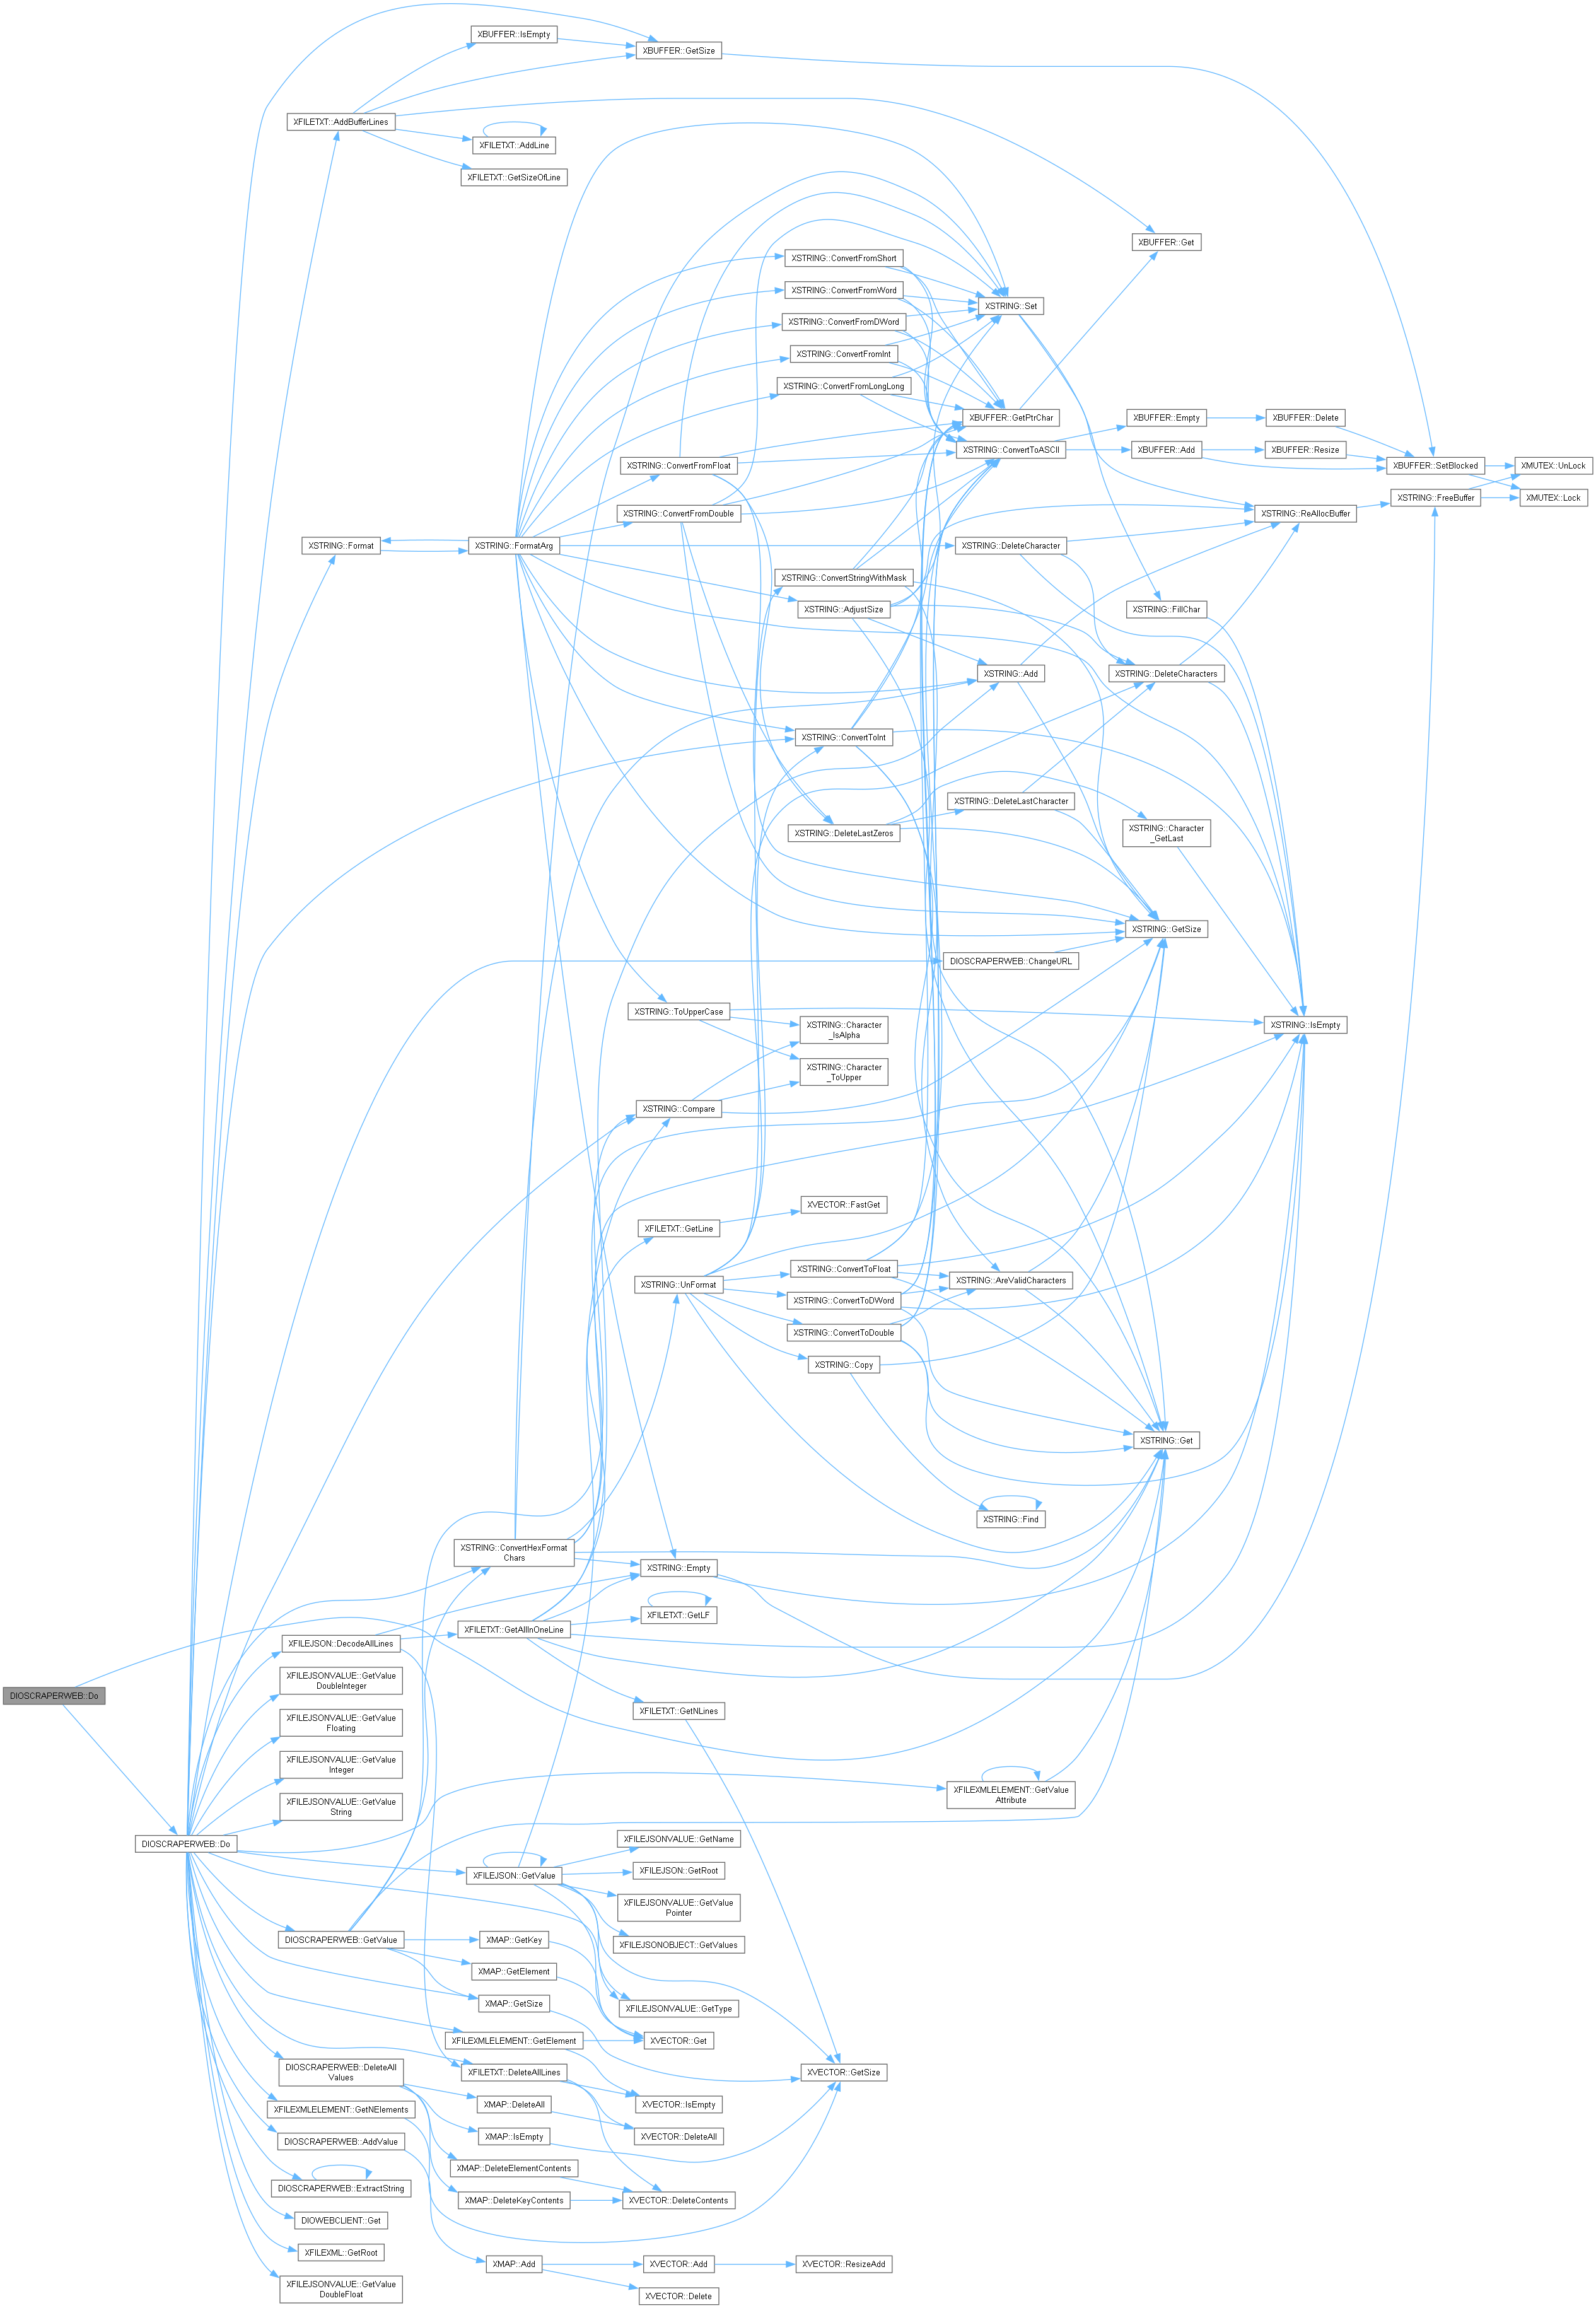 XBUFFER::IsEmpty
XBUFFER::GetSize
XFILETXT::AddBufferLines
XFILETXT::AddLine
XFILETXT::GetSizeOfLine
XBUFFER::Get
XSTRING::ConvertFromShort
XSTRING::ConvertFromWord
XSTRING::Set
XSTRING::ConvertFromDWord
XSTRING::ConvertFromInt
XSTRING::ConvertFromLongLong
XBUFFER::GetPtrChar
XBUFFER::Empty
XBUFFER::Delete
XSTRING::ConvertToASCII
XBUFFER::Add
XBUFFER::Resize
XSTRING::ConvertFromFloat
XBUFFER::SetBlocked
XMUTEX::UnLock
XSTRING::FreeBuffer
XMUTEX::Lock
XSTRING::ConvertFromDouble
XSTRING::ReAllocBuffer
XSTRING::Format
XSTRING::FormatArg
XSTRING::DeleteCharacter
XSTRING::ConvertStringWithMask
XSTRING::AdjustSize
XSTRING::FillChar
XSTRING::Add
XSTRING::DeleteCharacters
XSTRING::ConvertToInt
XSTRING::DeleteLastCharacter
XSTRING::DeleteLastZeros
XSTRING::Character
_GetLast
XSTRING::GetSize
DIOSCRAPERWEB::ChangeURL
XSTRING::ToUpperCase
XSTRING::Character
_IsAlpha
XSTRING::IsEmpty
XSTRING::Character
_ToUpper
XSTRING::Compare
XVECTOR::FastGet
XFILETXT::GetLine
XSTRING::ConvertToFloat
XSTRING::UnFormat
XSTRING::AreValidCharacters
XSTRING::ConvertToDWord
XSTRING::ConvertToDouble
XSTRING::Copy
XSTRING::Get
XSTRING::Find
XSTRING::ConvertHexFormat
Chars
XSTRING::Empty
XFILETXT::GetLF
XFILETXT::GetAllInOneLine
XFILEJSON::DecodeAllLines
XFILEJSONVALUE::GetValue
DoubleInteger
DIOSCRAPERWEB::Do
XFILETXT::GetNLines
XFILEJSONVALUE::GetValue
Floating
XFILEJSONVALUE::GetValue
Integer
XFILEXMLELEMENT::GetValue
Attribute
XFILEJSONVALUE::GetValue
String
DIOSCRAPERWEB::Do
XFILEJSONVALUE::GetName
XFILEJSON::GetValue
XFILEJSON::GetRoot
XFILEJSONVALUE::GetValue
Pointer
DIOSCRAPERWEB::GetValue
XMAP::GetKey
XFILEJSONOBJECT::GetValues
XMAP::GetElement
XMAP::GetSize
XFILEJSONVALUE::GetType
XFILEXMLELEMENT::GetElement
XVECTOR::Get
DIOSCRAPERWEB::DeleteAll
Values
XFILETXT::DeleteAllLines
XVECTOR::GetSize
XMAP::DeleteAll
XVECTOR::IsEmpty
XFILEXMLELEMENT::GetNElements
XMAP::IsEmpty
XVECTOR::DeleteAll
DIOSCRAPERWEB::AddValue
XMAP::DeleteElementContents
DIOSCRAPERWEB::ExtractString
XMAP::DeleteKeyContents
XVECTOR::DeleteContents
DIOWEBCLIENT::Get
XFILEXML::GetRoot
XMAP::Add
XVECTOR::Add
XVECTOR::ResizeAdd
XFILEJSONVALUE::GetValue
DoubleFloat
XVECTOR::Delete